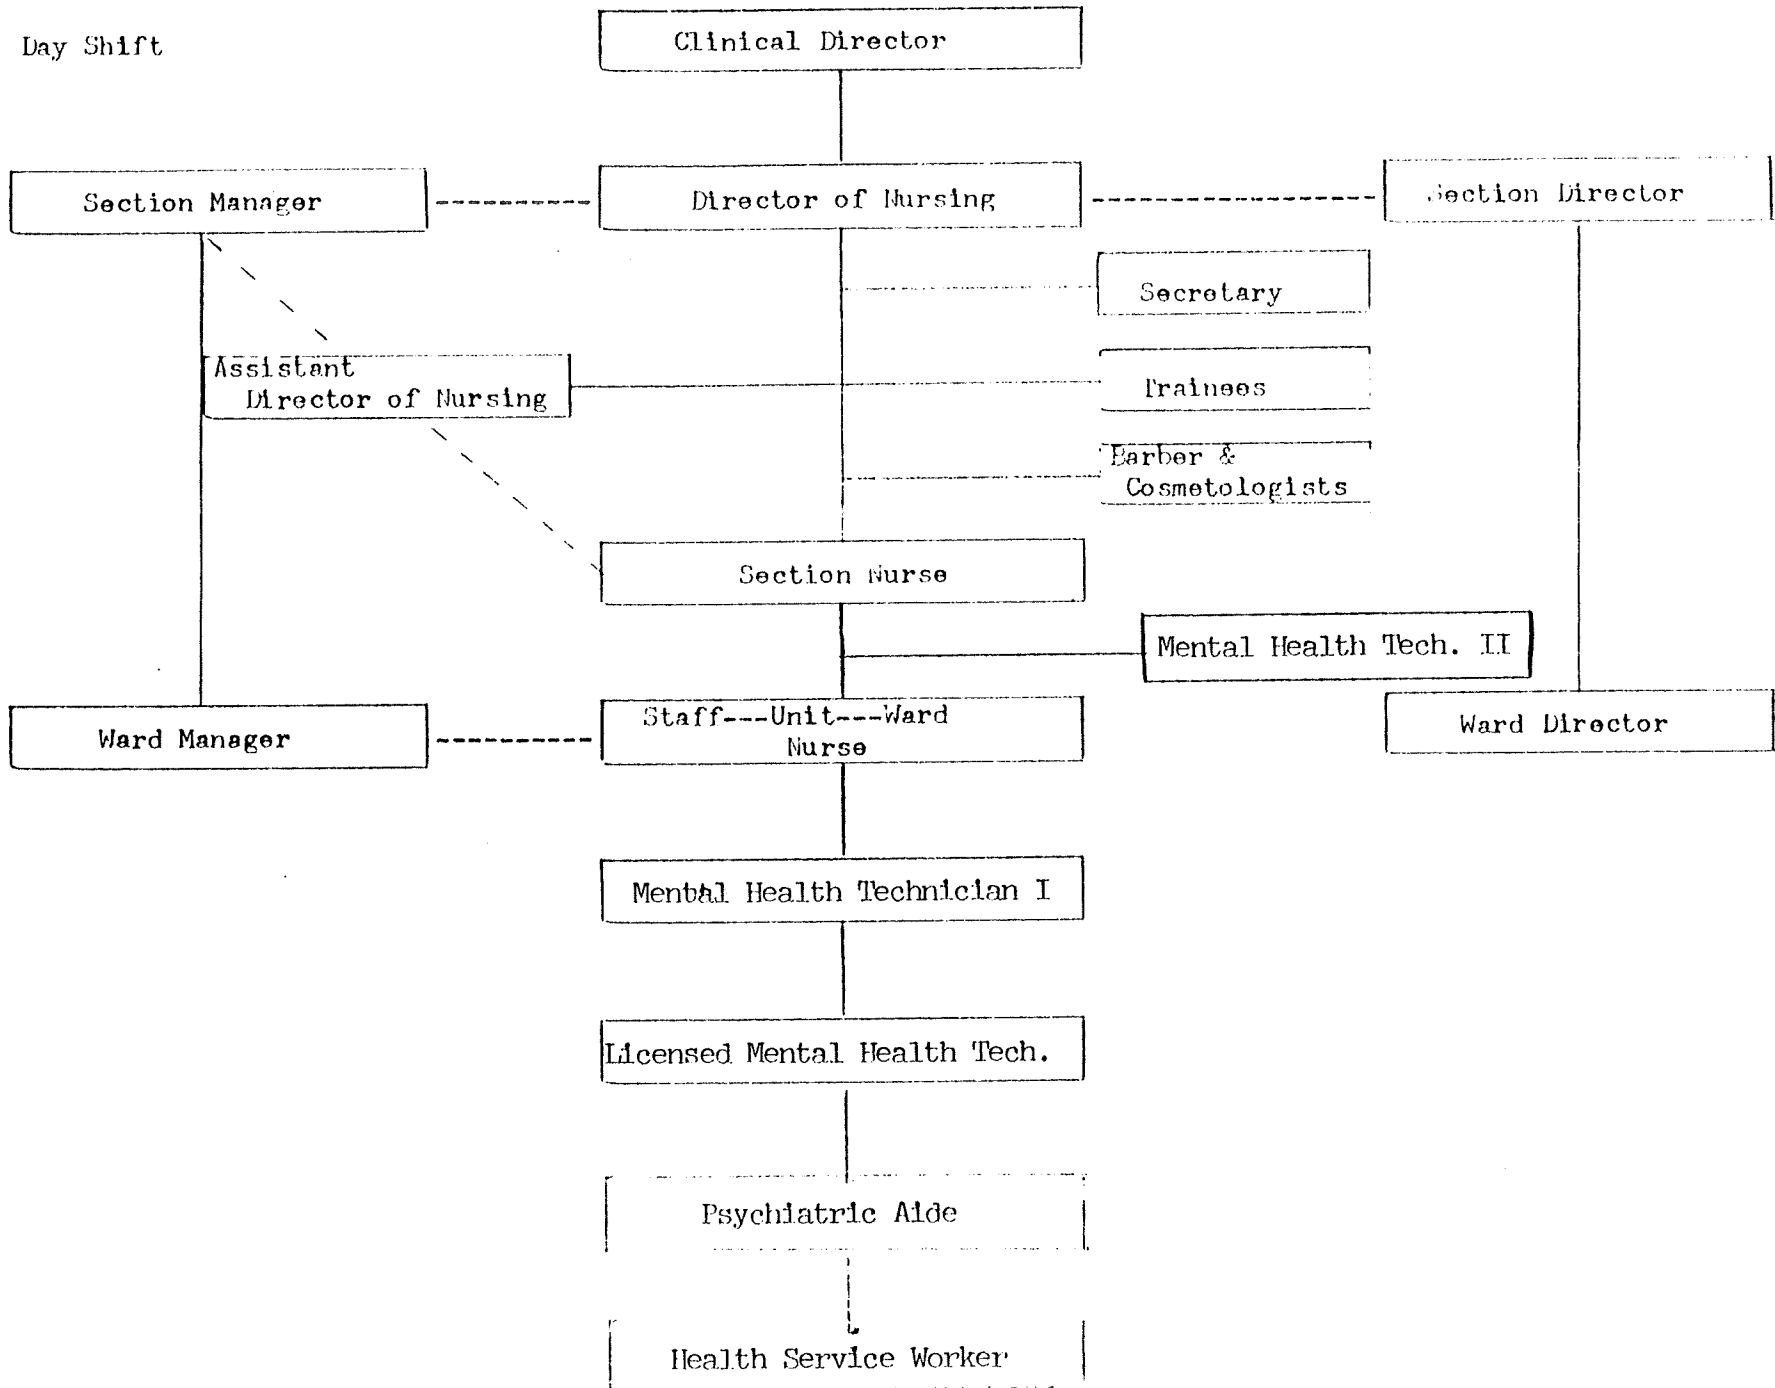 Day Shift
Clinical Director
Section Manager
Director of Nursing
Section Director
Secretary
Assistant
Director of Nursing
Trainees
Barber &
Cosmetologists
Section Nurse
Mental Health Tech. II
Ward Manager
Staff---Unit---Ward
Nurse
Ward Director
Mental Health Technician I
Licensed Mental Health Tech.
Psychiatric Aide
Health Service Worker